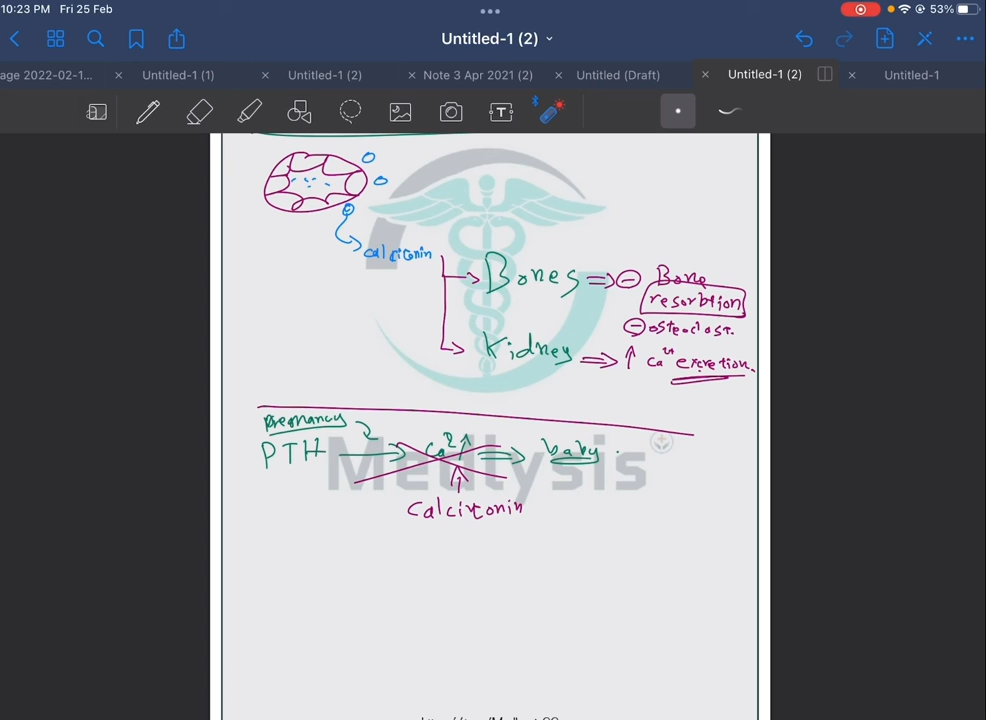 10:23 PM Fri 25 Feb
53%
Untitled-1 (2)
age 2022-02-1...
Untitled-1 (1)
Untitled-1 (2)
Note 3 Apr 2021 (2)
Untitled (Draft)
Untitled-1 (2)
Untitled-1
calcitonin
Bones ⇒ ⊖ Bone
resorbtion
⊖ osteoclast.
Kidney ⇒ ↑ Ca²⁺ excretion.
pregnancy
PTH → Ca² ↑ ⇒ baby
Medlysis
Calcitonin